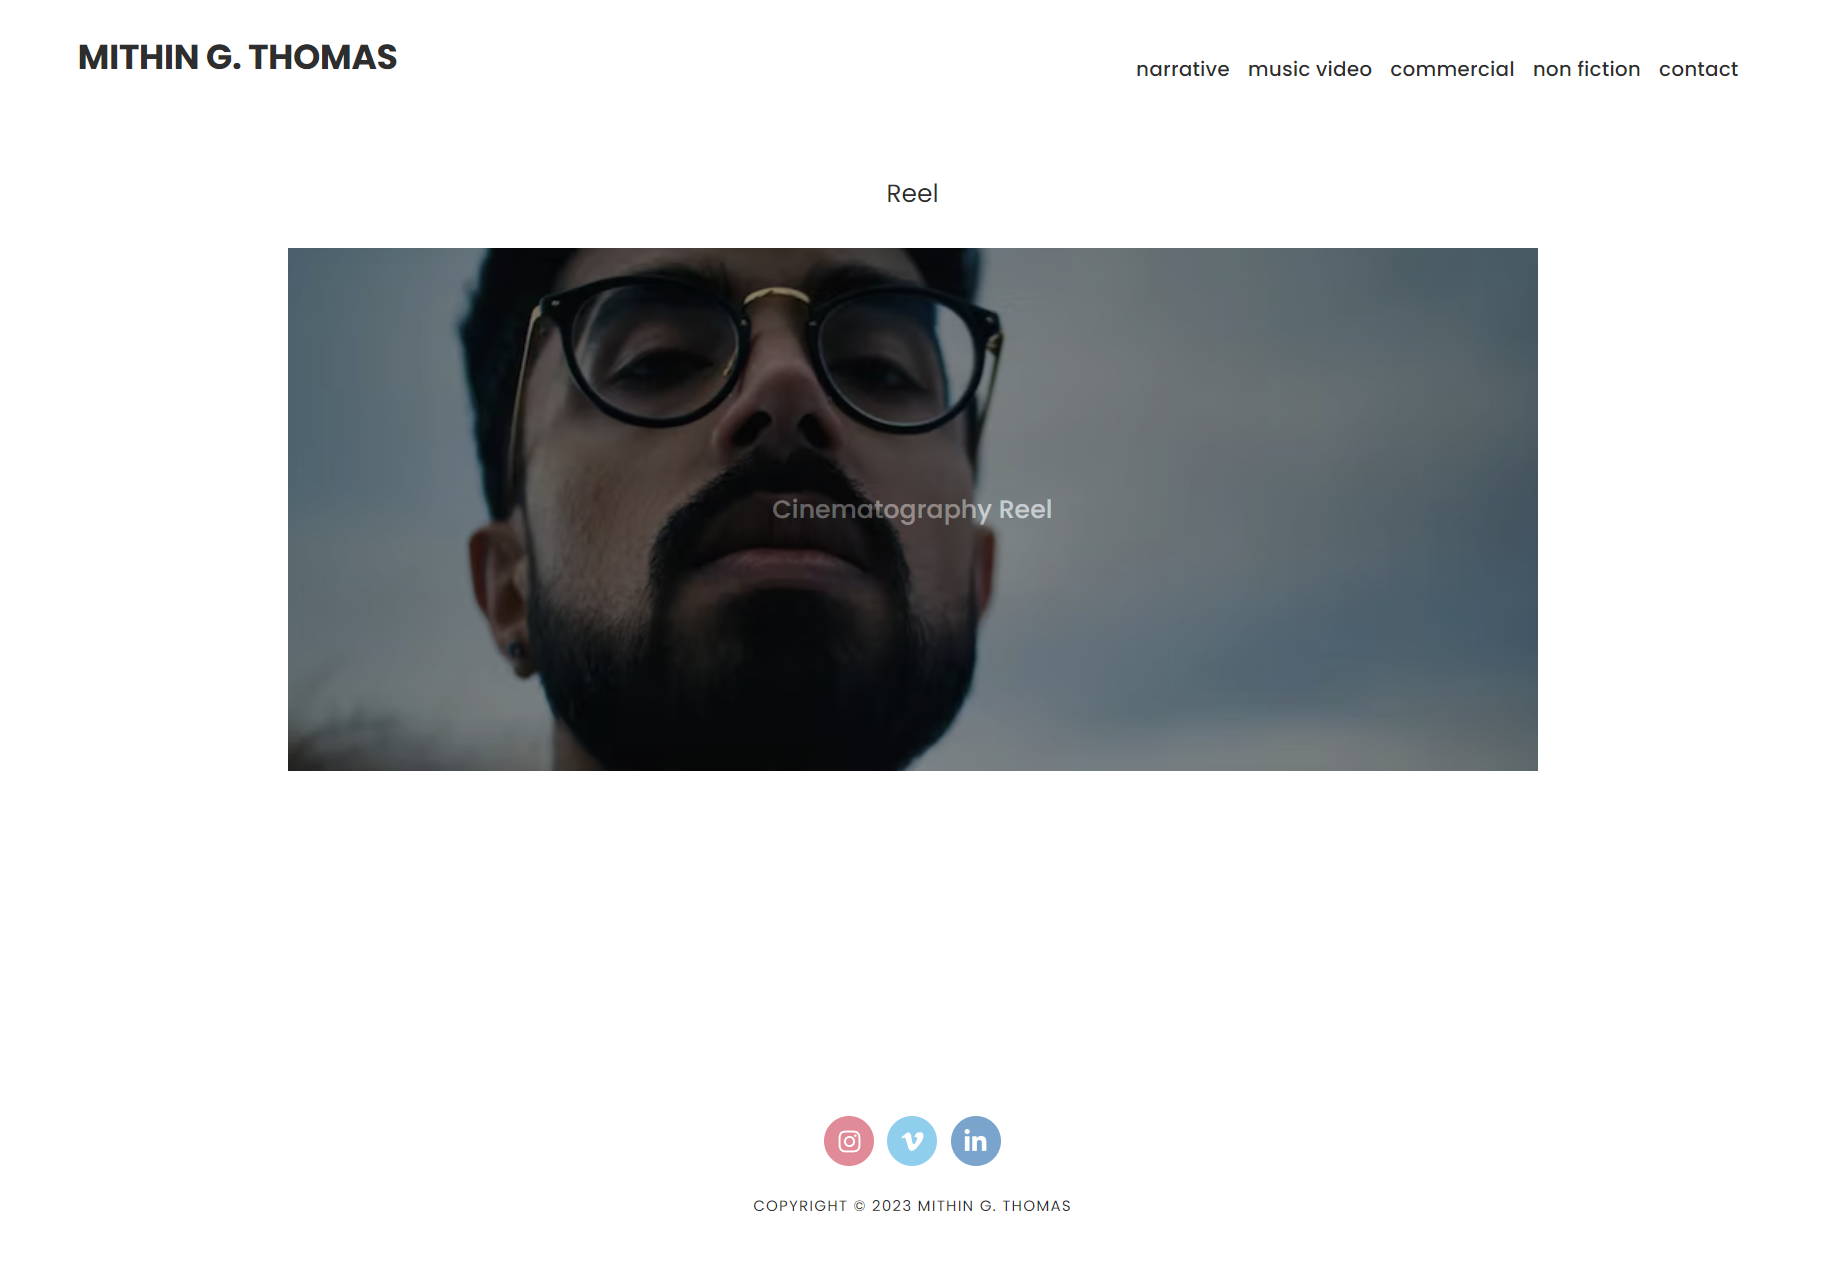 MITHIN G. THOMAS
narrative music video commercial non fiction contact
Reel
Cinematography Reel
COPYRIGHT © 2023 MITHIN G. THOMAS